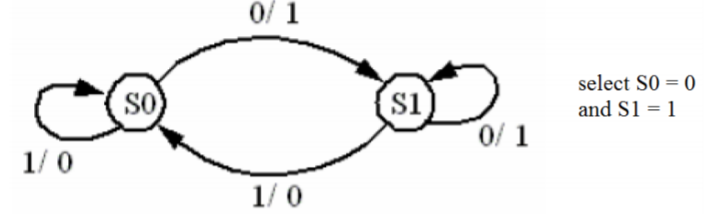 0/ 1
S0
S1
select S0 = 0
and S1 = 1
0/ 1
1/ 0
1/ 0